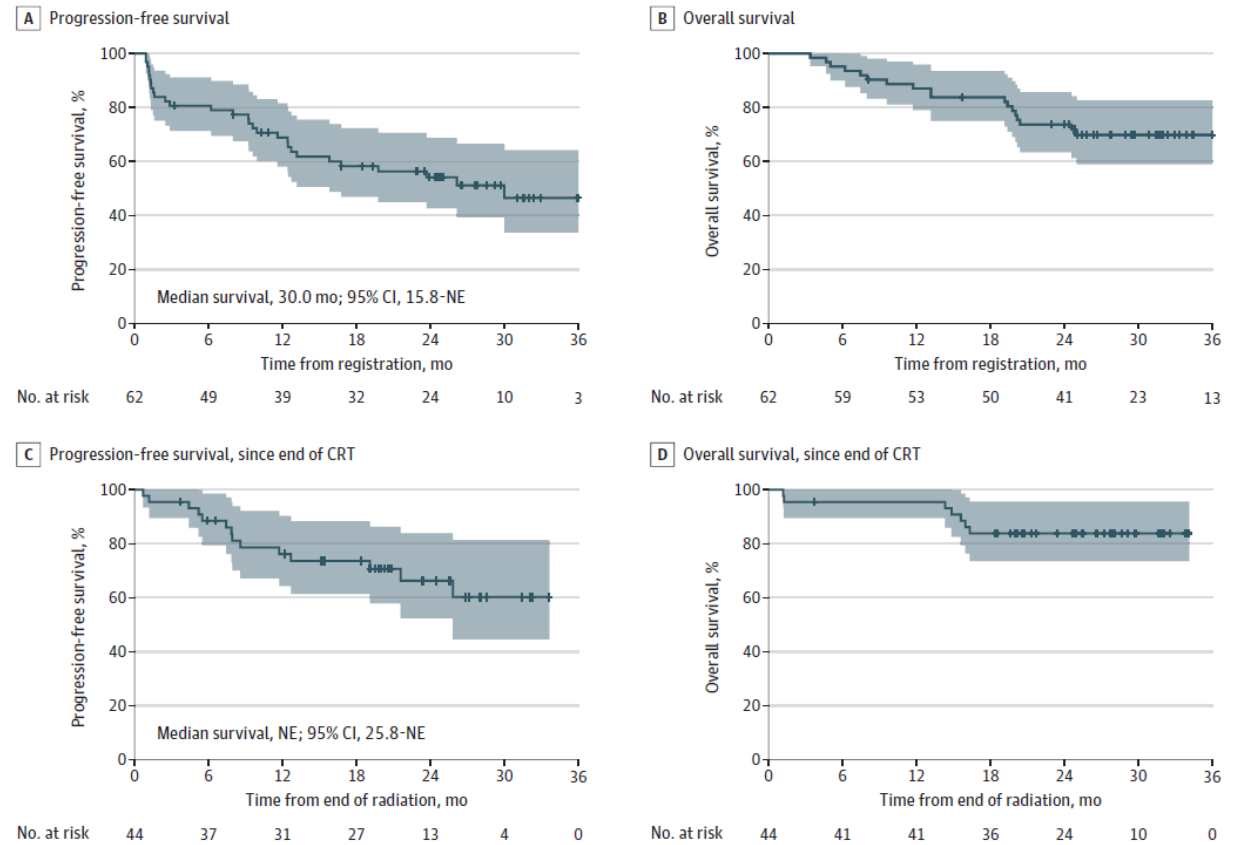 A Progression-free survival
100
80
60
40
20
0
Progression-free survival, %
Median survival, 30.0 mo; 95% CI, 15.8-NE
0 6 12 18 24 30 36
Time from registration, mo
No. at risk 62 49 39 32 24 10 3
B Overall survival
100
80
60
40
20
0
Overall survival, %
0 6 12 18 24 30 36
Time from registration, mo
No. at risk 62 59 53 50 41 23 13
C Progression-free survival, since end of CRT
100
80
60
40
20
0
Progression-free survival, %
Median survival, NE; 95% CI, 25.8-NE
0 6 12 18 24 30 36
Time from end of radiation, mo
No. at risk 44 37 31 27 13 4 0
D Overall survival, since end of CRT
100
80
60
40
20
0
Overall survival, %
0 6 12 18 24 30 36
Time from end of radiation, mo
No. at risk 44 41 41 36 24 10 0